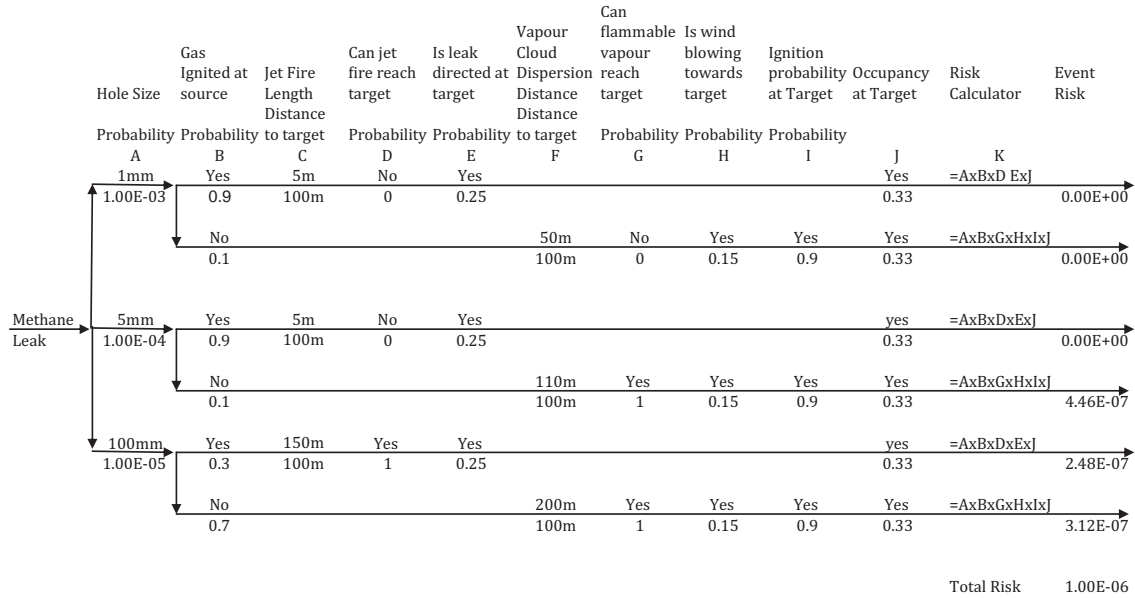 Can
Vapour flammable Is wind
Gas Can jet Is leak Cloud vapour blowing Ignition
Ignited at Jet Fire fire reach directed at Dispersion reach towards probability Occupancy Risk Event
Hole Size source Length target target Distance target target at Target at Target Calculator Risk
Distance Distance
Probability Probability to target Probability Probability to target Probability Probability Probability
A B C D E F G H I J K
1mm Yes 5m No Yes Yes =AxBxD ExJ
1.00E-03 0.9 100m 0 0.25 0.33 0.00E+00
No 50m No Yes Yes Yes =AxBxGxHxIxJ
0.1 100m 0 0.15 0.9 0.33 0.00E+00
Methane 5mm Yes 5m No Yes yes =AxBxDxExJ
Leak 1.00E-04 0.9 100m 0 0.25 0.33 0.00E+00
No 110m Yes Yes Yes Yes =AxBxGxHxIxJ
0.1 100m 1 0.15 0.9 0.33 4.46E-07
100mm Yes 150m Yes Yes yes =AxBxDxExJ
1.00E-05 0.3 100m 1 0.25 0.33 2.48E-07
No 200m Yes Yes Yes Yes =AxBxGxHxIxJ
0.7 100m 1 0.15 0.9 0.33 3.12E-07
Total Risk 1.00E-06